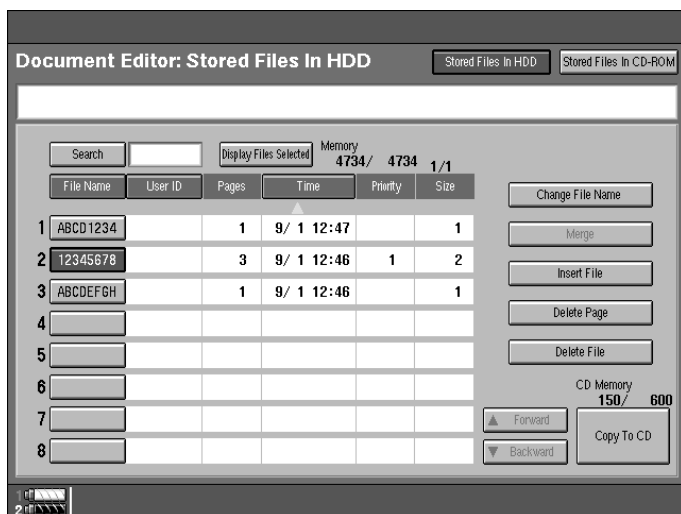 Document Editor: Stored Files In HDD Stored Files In HDD Stored Files In CD-ROM
Search Display Files Selected Memory 4734/ 4734 1/1
File Name User ID Pages Time Priority Size
1 ABCD1234 1 9/ 1 12:47 1
2 12345678 3 9/ 1 12:46 1 2
3 ABCDEFGH 1 9/ 1 12:46 1
4
5
6
7
8
Change File Name
Merge
Insert File
Delete Page
Delete File
CD Memory
150/ 600
Forward
Backward
Copy To CD
1
2